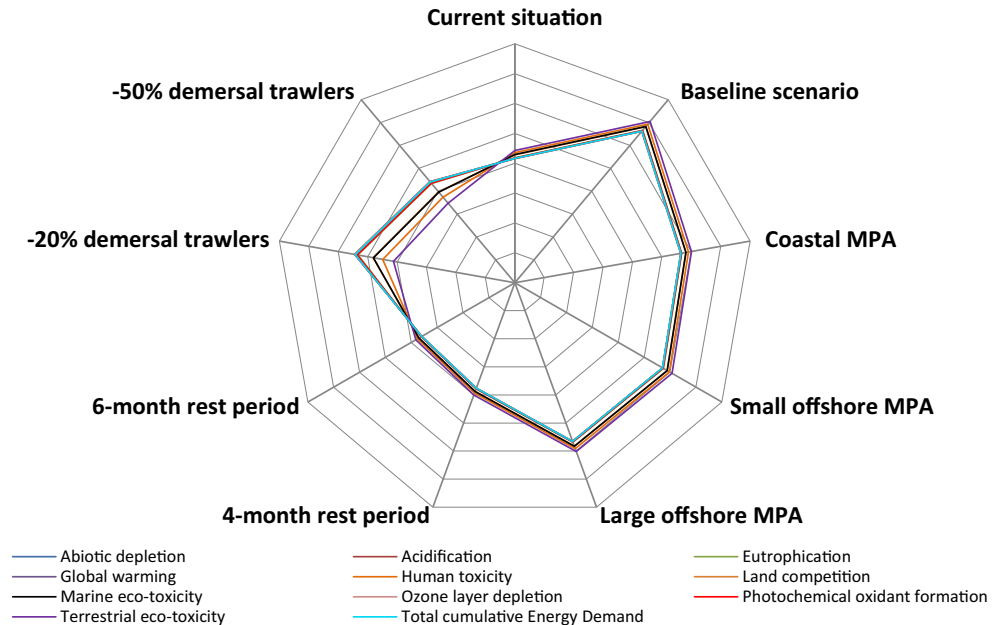 Current situation
-50% demersal trawlers
Baseline scenario
-20% demersal trawlers
Coastal MPA
6-month rest period
Small offshore MPA
4-month rest period
Large offshore MPA
Abiotic depletion
Acidification
Eutrophication
Global warming
Human toxicity
Land competition
Marine eco-toxicity
Ozone layer depletion
Photochemical oxidant formation
Terrestrial eco-toxicity
Total cumulative Energy Demand